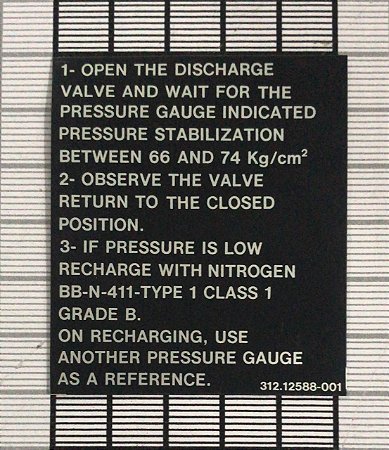 1- OPEN THE DISCHARGE
VALVE AND WAIT FOR THE
PRESSURE GAUGE INDICATED
PRESSURE STABILIZATION
BETWEEN 66 AND 74 Kg/cm²
2- OBSERVE THE VALVE
RETURN TO THE CLOSED
POSITION.
3- IF PRESSURE IS LOW
RECHARGE WITH NITROGEN
BB-N-411-TYPE 1 CLASS 1
GRADE B.
ON RECHARGING, USE
ANOTHER PRESSURE GAUGE
AS A REFERENCE.
312.12588-001